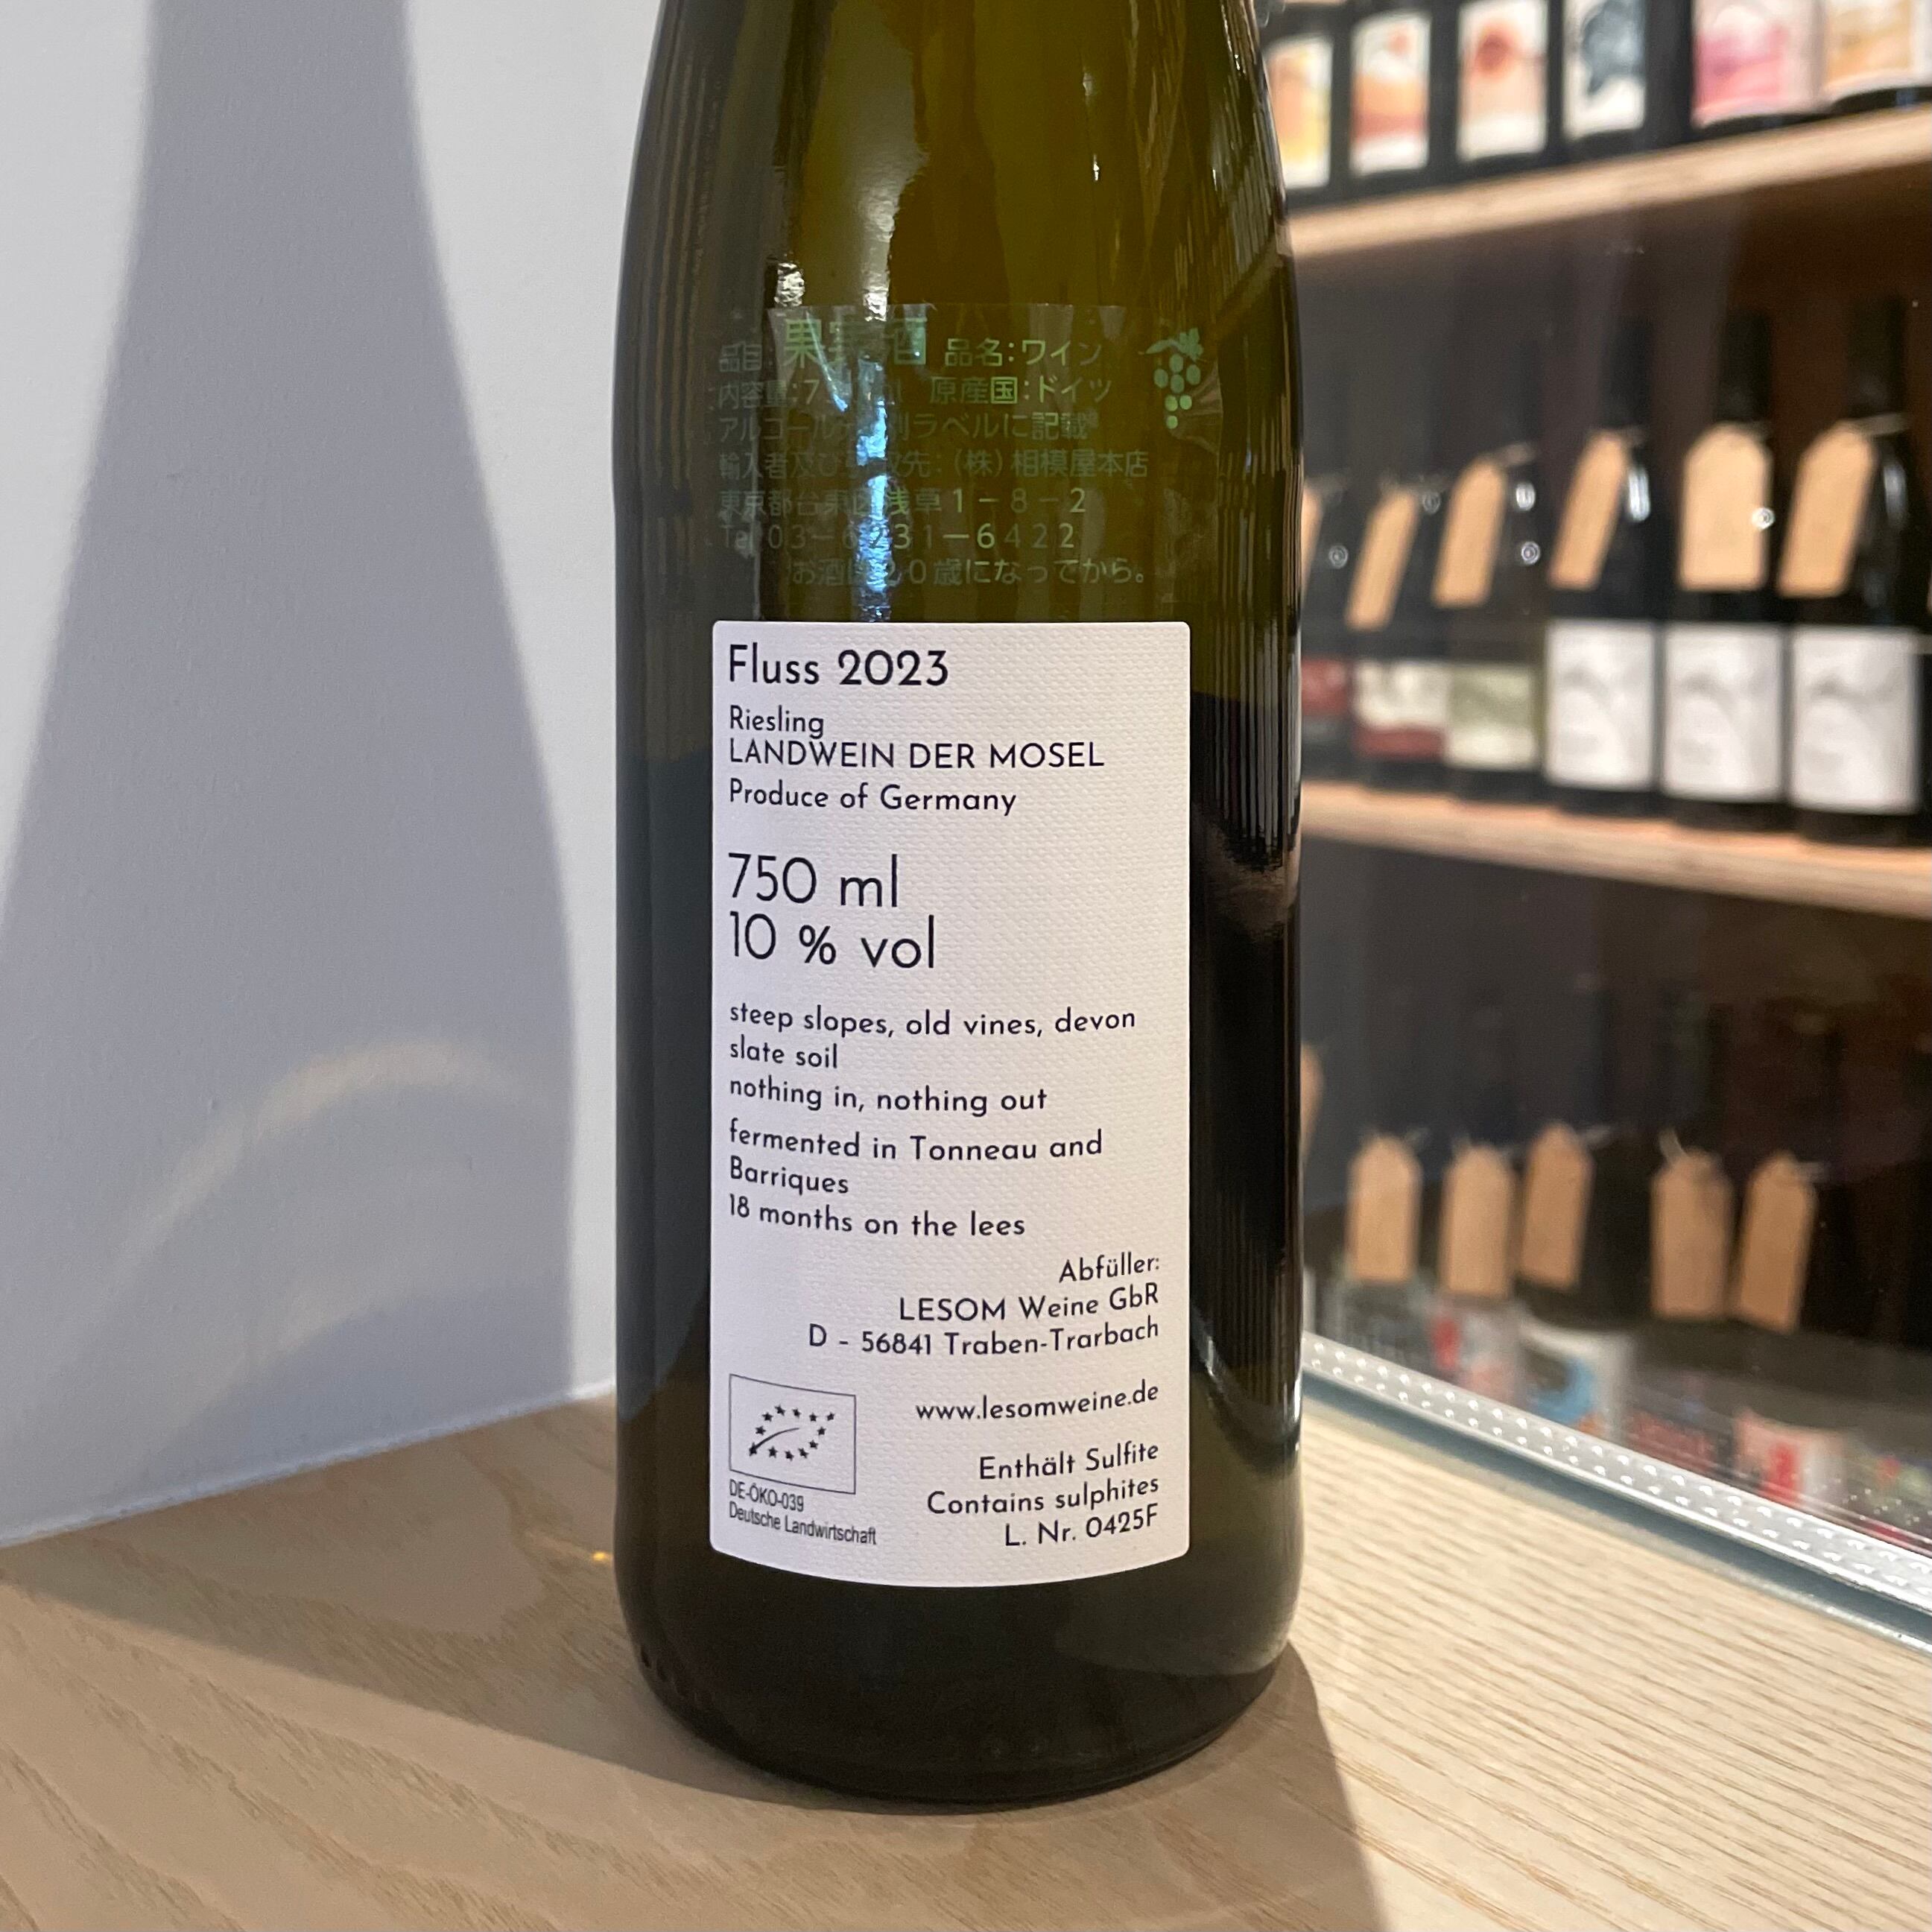 品目:果実酒 品名:ワイン
内容量:7 ml 原産国:ドイツ
アルコール分:別ラベルに記載
輸入者及び引取先:(株)相模屋本店
東京都台東区浅草1-8-2
Tel 03-6231-6422
お酒は20歳になってから。
Fluss 2023
Riesling
LANDWEIN DER MOSEL
Produce of Germany
750 ml
10 % vol
steep slopes, old vines, devon
slate soil
nothing in, nothing out
fermented in Tonneau and
Barriques
18 months on the lees
Abfüller:
LESOM Weine GbR
D - 56841 Traben-Trarbach
www.lesomweine.de
Enthält Sulfite
Contains sulphites
L. Nr. 0425F
DE-ÖKO-039
Deutsche Landwirtschaft